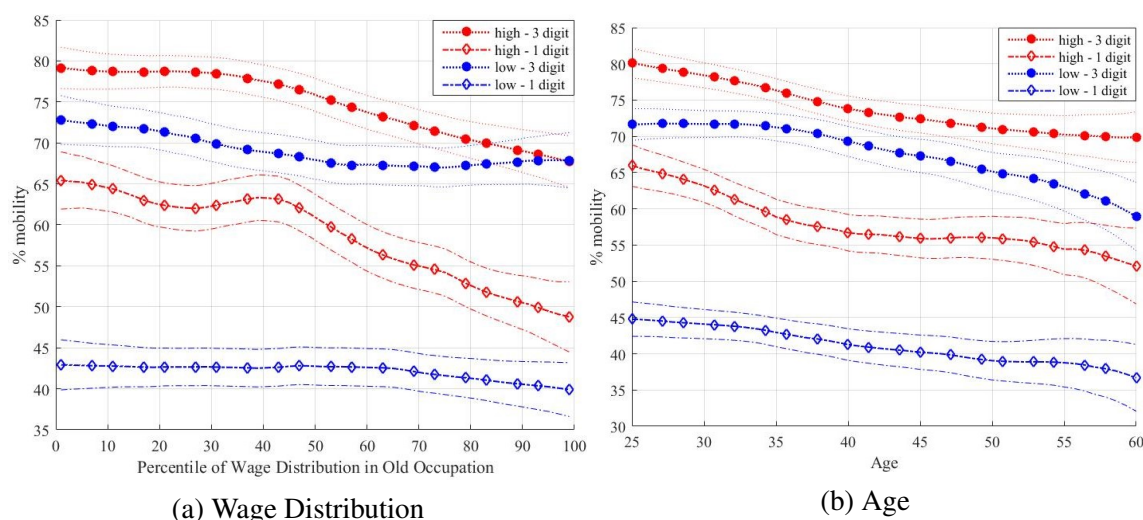 85
80
75
70
65
60
55
50
45
40
35
% mobility
0 10 20 30 40 50 60 70 80 90 100
Percentile of Wage Distribution in Old Occupation
high - 3 digit
high - 1 digit
low - 3 digit
low - 1 digit
(a) Wage Distribution
85
80
75
70
65
60
55
50
45
40
35
30
% mobility
25 30 35 40 45 50 55 60
Age
high - 3 digit
high - 1 digit
low - 3 digit
low - 1 digit
(b) Age